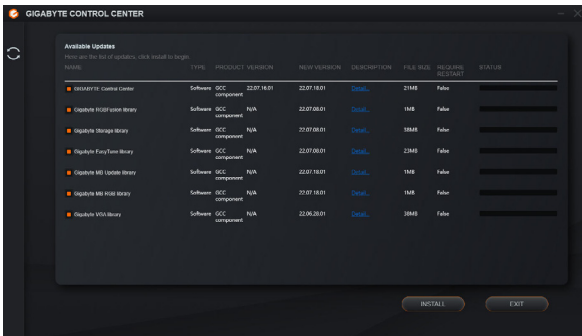 GIGABYTE CONTROL CENTER
Available Updates
Here are the list of updates, click install to begin.
NAME TYPE PRODUCT VERSION NEW VERSION DESCRIPTION FILE SIZE REQUIRE RESTART STATUS
GIGABYTE Control Center Software GCC component 22.07.16.01 22.07.18.01 Detail... 21MB False
Gigabyte RGBFusion library Software GCC component N/A 22.07.08.01 Detail... 1MB False
Gigabyte Storage library Software GCC component N/A 22.07.08.01 Detail... 38MB False
Gigabyte EasyTune library Software GCC component N/A 22.07.08.01 Detail... 23MB False
Gigabyte MB Update library Software GCC component N/A 22.07.18.01 Detail... 1MB False
Gigabyte MB RGB library Software GCC component N/A 22.07.18.01 Detail... 1MB False
Gigabyte VGA library Software GCC component N/A 22.06.28.01 Detail... 38MB False
INSTALL EXIT